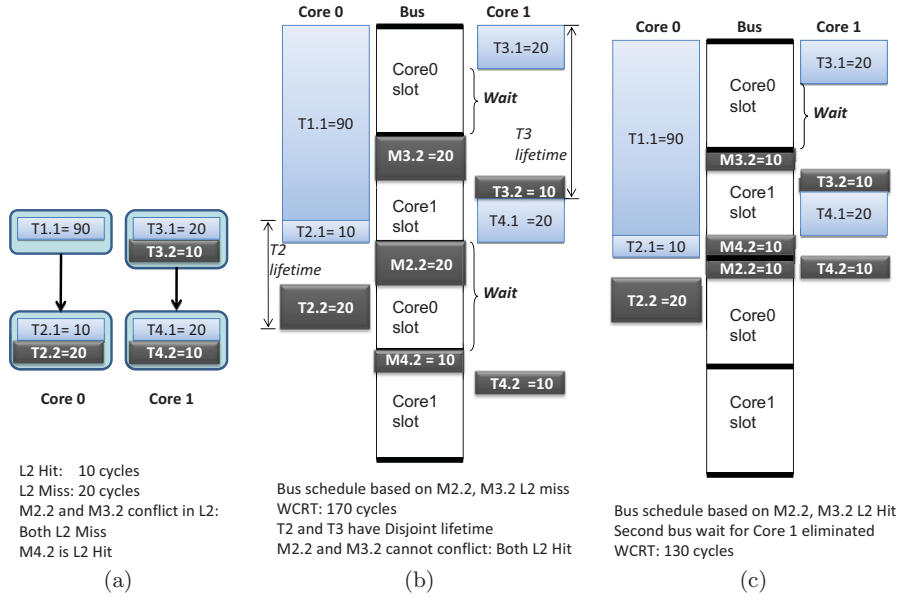 T1.1= 90
T3.1= 20
T3.2=10
T2.1= 10
T2.2=20
T4.1= 20
T4.2=10
Core 0
Core 1
L2 Hit: 10 cycles
L2 Miss: 20 cycles
M2.2 and M3.2 conflict in L2:
Both L2 Miss
M4.2 is L2 Hit
(a)
Core 0
Bus
Core 1
T3.1=20
Core0
slot
Wait
T1.1=90
T3
lifetime
M3.2 =20
T3.2 = 10
Core1
slot
T4.1 =20
T2.1= 10
T2
lifetime
M2.2=20
Wait
T2.2=20
Core0
slot
M4.2 = 10
T4.2 =10
Core1
slot
Bus schedule based on M2.2, M3.2 L2 miss
WCRT: 170 cycles
T2 and T3 have Disjoint lifetime
M2.2 and M3.2 cannot conflict: Both L2 Hit
(b)
Core 0
Bus
Core 1
T3.1=20
Core0
slot
Wait
T1.1=90
M3.2=10
T3.2=10
Core1
slot
T4.1=20
T2.1= 10
M4.2=10
M2.2=10
T4.2=10
T2.2 =20
Core0
slot
Core1
slot
Bus schedule based on M2.2, M3.2 L2 Hit
Second bus wait for Core 1 eliminated
WCRT: 130 cycles
(c)